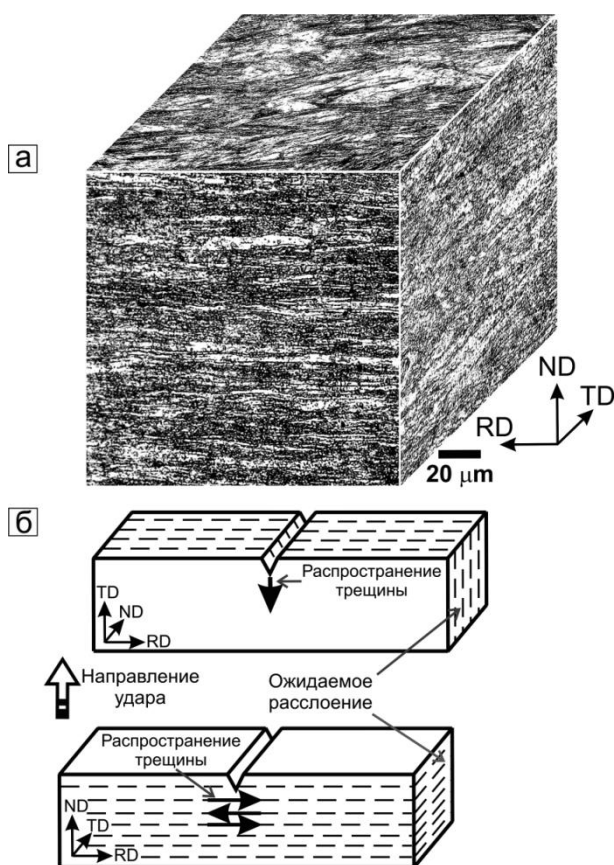 а
ND
TD
RD
20 μm
б
Распространение
трещины
TD
ND
RD
Направление
удара
Ожидаемое
расслоение
Распространение
трещины
ND
TD
RD